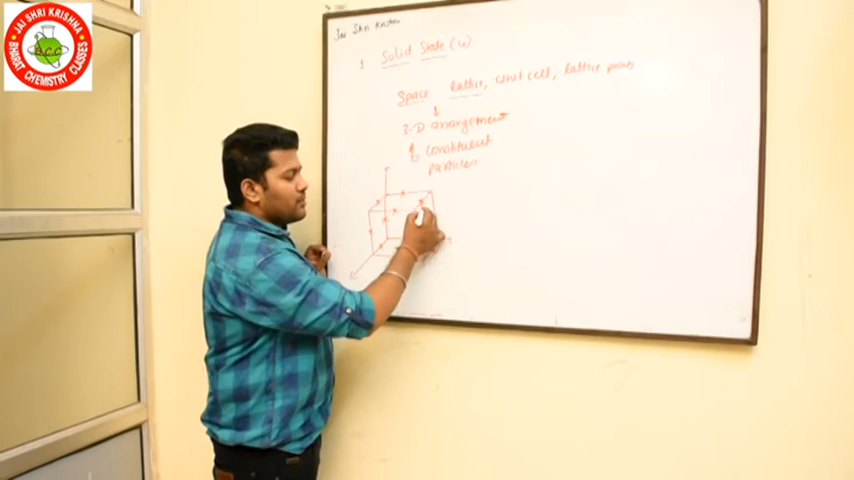 JAI SHRI KRISHNA
B.C.C
BHARAT CHEMISTRY CLASSES
Jai Shri Krishna
1 Solid State (u)
Space lattice, Unit cell, lattice points
3-D arrangement
of constituent
particles